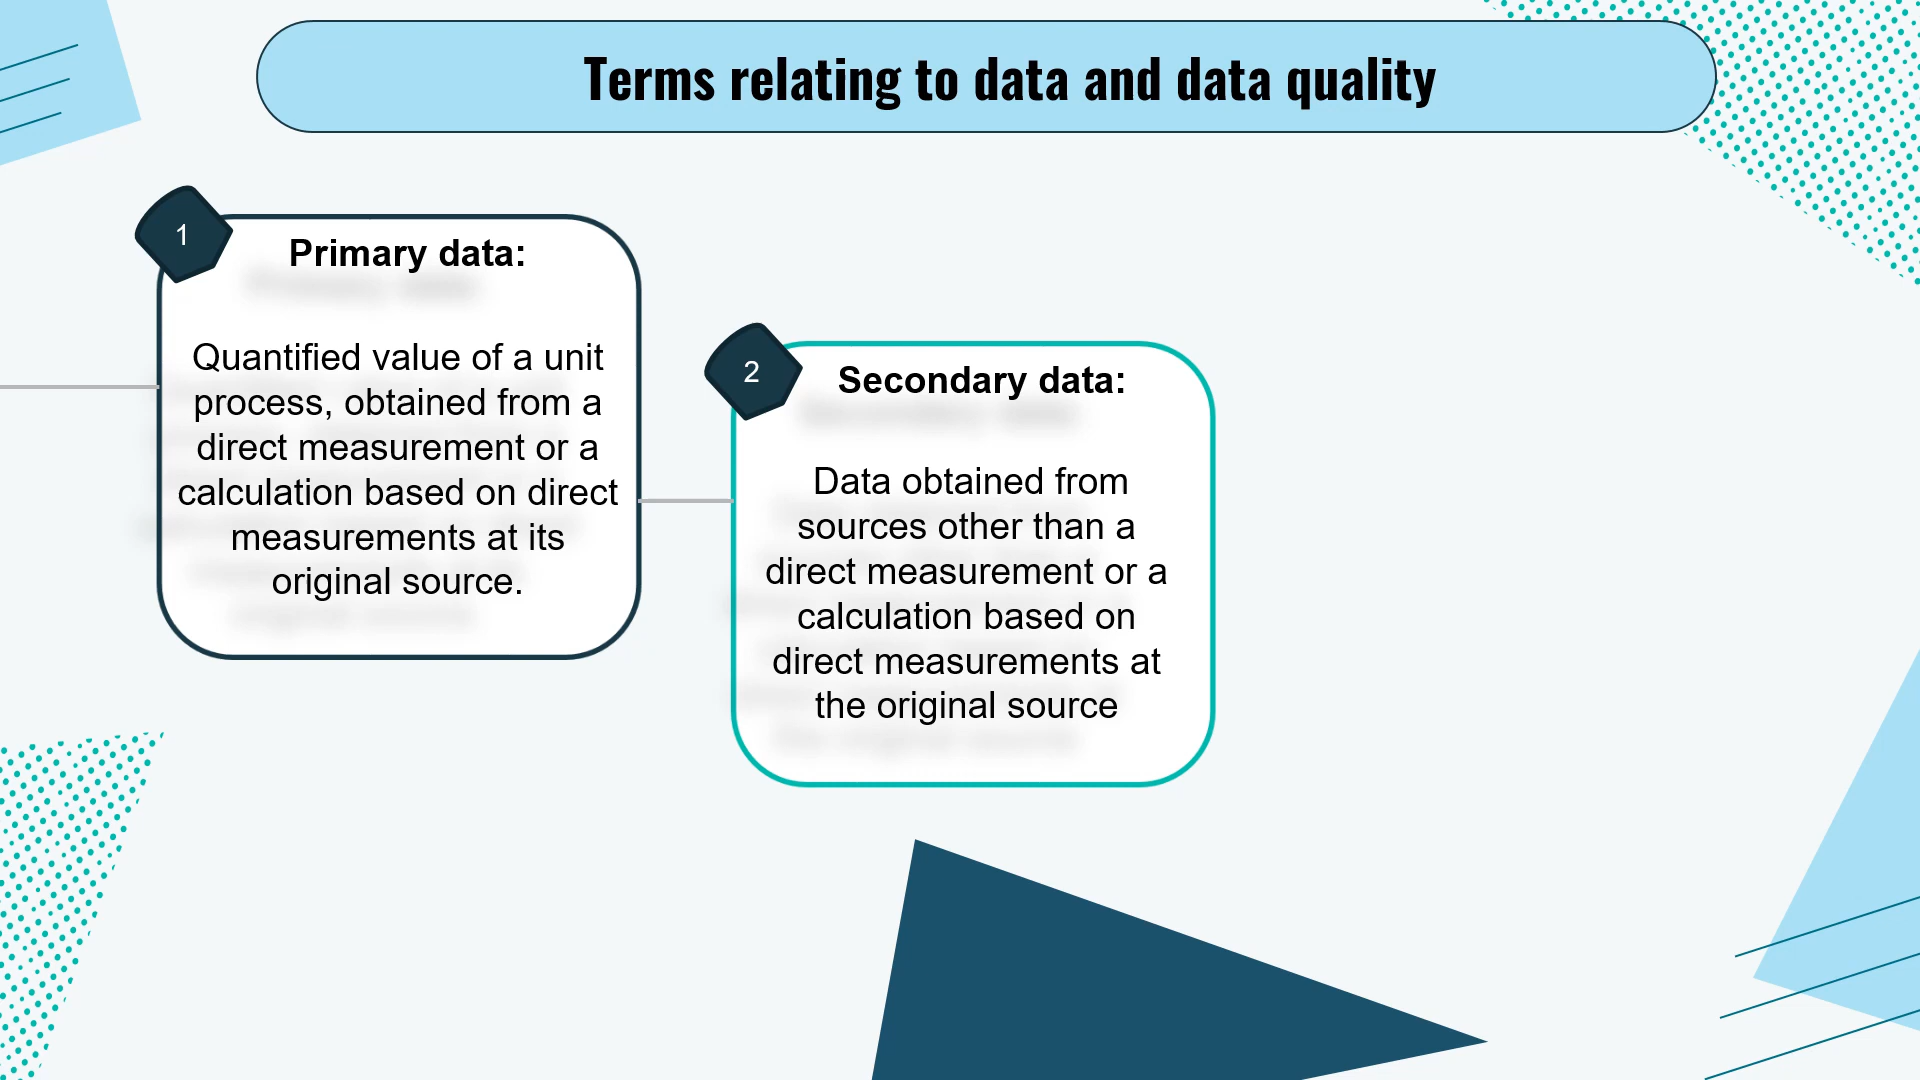 Terms relating to data and data quality
1
Primary data:
Quantified value of a unit
process, obtained from a
direct measurement or a
calculation based on direct
measurements at its
original source.
2
Secondary data:
Data obtained from
sources other than a
direct measurement or a
calculation based on
direct measurements at
the original source